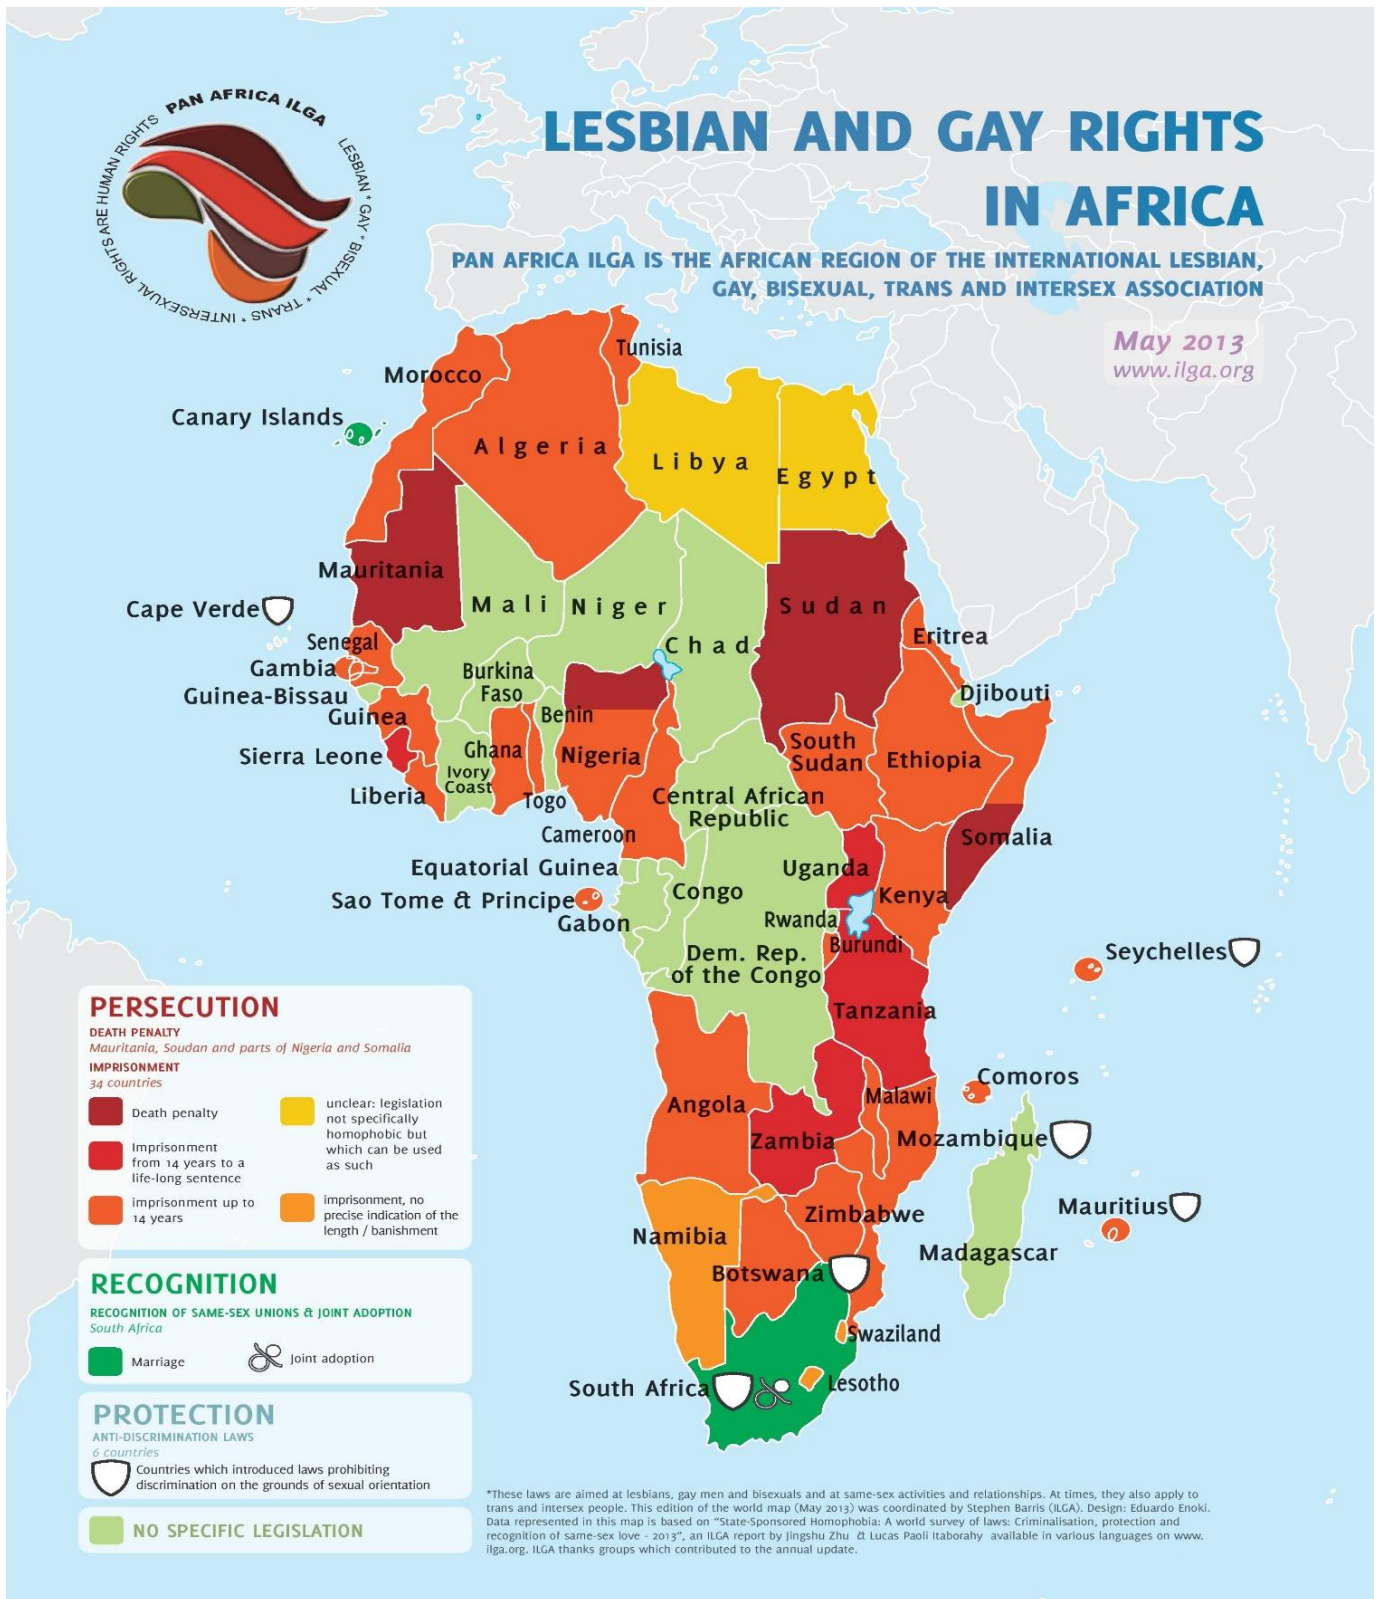 PAN AFRICA ILGA
LESBIAN * GAY * BISEXUAL * TRANS * INTERSEXUAL RIGHTS ARE HUMAN RIGHTS
LESBIAN AND GAY RIGHTS
IN AFRICA
PAN AFRICA ILGA IS THE AFRICAN REGION OF THE INTERNATIONAL LESBIAN,
GAY, BISEXUAL, TRANS AND INTERSEX ASSOCIATION
May 2013
www.ilga.org
Tunisia
Morocco
Canary Islands
Algeria
Libya
Egypt
Mauritania
Cape Verde
Mali
Niger
Sudan
Chad
Senegal
Eritrea
Gambia
Burkina
Faso
Guinea-Bissau
Djibouti
Guinea
Benin
Sierra Leone
Ghana
Nigeria
South
Sudan
Ethiopia
Ivory
Coast
Liberia
Togo
Central African
Republic
Cameroon
Somalia
Equatorial Guinea
Uganda
Congo
Kenya
Sao Tome & Principe
Gabon
Rwanda
Burundi
Dem. Rep.
of the Congo
Seychelles
Tanzania
Comoros
Malawi
Angola
Zambia
Mozambique
Mauritius
Zimbabwe
Namibia
Madagascar
Botswana
Swaziland
South Africa
Lesotho
PERSECUTION
DEATH PENALTY
Mauritania, Soudan and parts of Nigeria and Somalia
IMPRISONMENT
34 countries
Death penalty
Imprisonment
from 14 years to a
life-long sentence
imprisonment up to
14 years
unclear: legislation
not specifically
homophobic but
which can be used
as such
imprisonment, no
precise indication of the
length / banishment
RECOGNITION
RECOGNITION OF SAME-SEX UNIONS & JOINT ADOPTION
South Africa
Marriage
Joint adoption
PROTECTION
ANTI-DISCRIMINATION LAWS
6 countries
Countries which introduced laws prohibiting
discrimination on the grounds of sexual orientation
NO SPECIFIC LEGISLATION
*These laws are aimed at lesbians, gay men and bisexuals and at same-sex activities and relationships. At times, they also apply to
trans and intersex people. This edition of the world map (May 2013) was coordinated by Stephen Barris (ILGA). Design: Eduardo Enoki.
Data represented in this map is based on "State-Sponsored Homophobia: A world survey of laws: Criminalisation, protection and
recognition of same-sex love - 2013", an ILGA report by Jingshu Zhu & Lucas Paoli Itaborahy available in various languages on www.
ilga.org. ILGA thanks groups which contributed to the annual update.